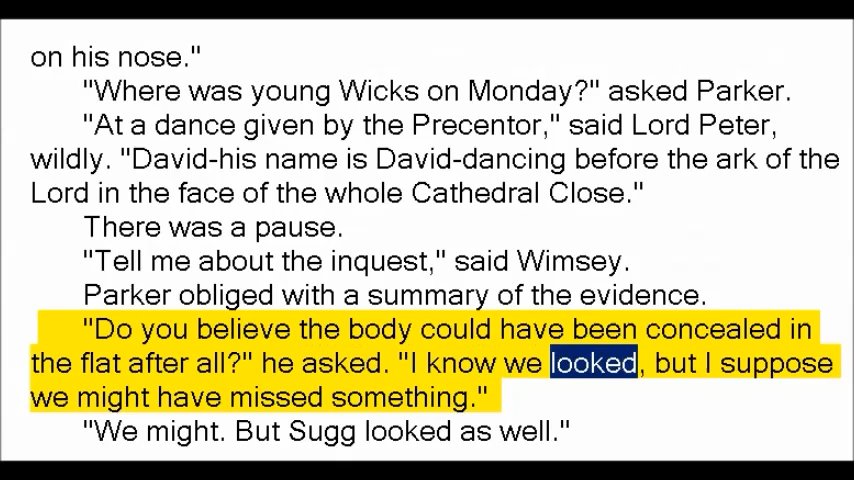 on his nose."
"Where was young Wicks on Monday?" asked Parker.
"At a dance given by the Precentor," said Lord Peter,
wildly. "David-his name is David-dancing before the ark of the
Lord in the face of the whole Cathedral Close."
There was a pause.
"Tell me about the inquest," said Wimsey.
Parker obliged with a summary of the evidence.
"Do you believe the body could have been concealed in
the flat after all?" he asked. "I know we looked, but I suppose
we might have missed something."
"We might. But Sugg looked as well."